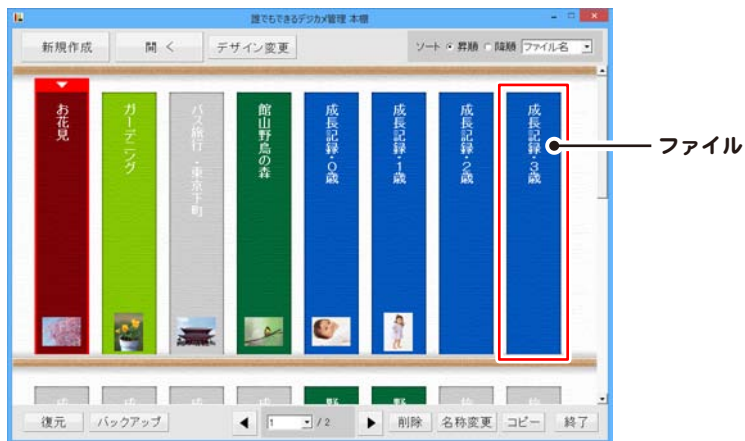 誰でもできるデジカメ管理 本棚
新規作成
開く
デザイン変更
ソート 昇順 降順 ファイル名
お花見
ガーデニング
バス旅行・東京下町
館山野鳥の森
成長記録・0歳
成長記録・1歳
成長記録・2歳
成長記録・3歳
ファイル
復元
バックアップ
1 / 2
削除
名称変更
コピー
終了